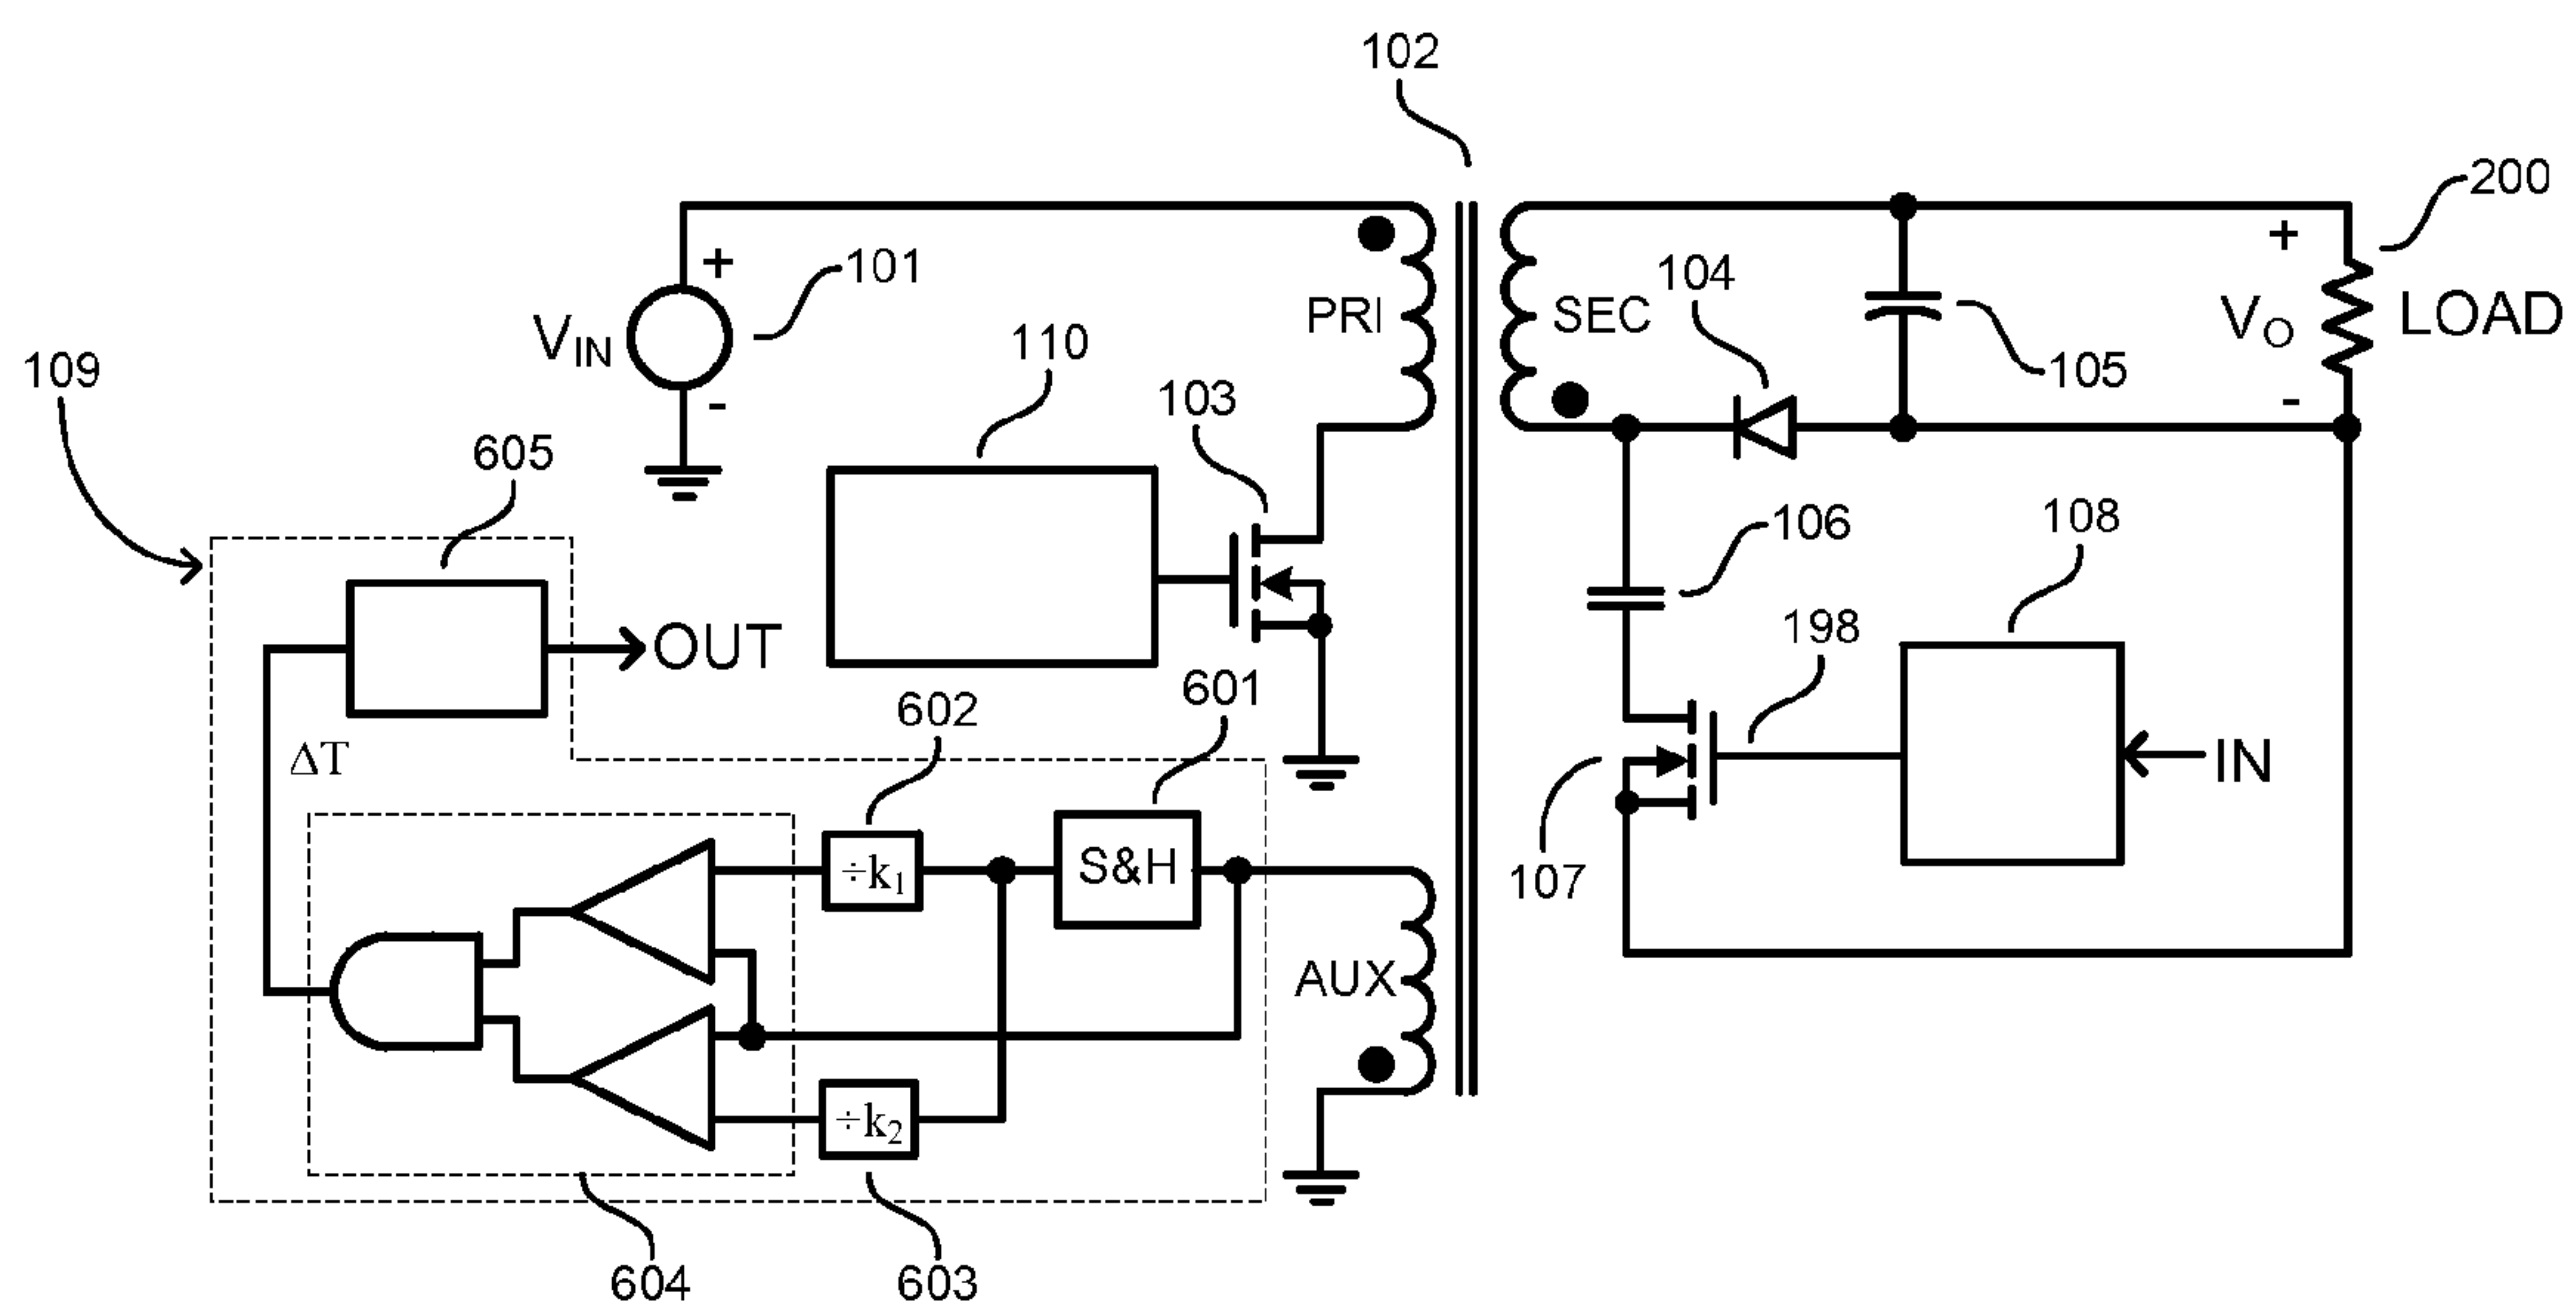 102
200
+
+
101
104
PRI
SEC
V_O
LOAD
V_IN
110
105
109
-
103
-
605
106
108
198
OUT
601
602
ΔT
IN
÷k₁
S&H
107
AUX
÷k₂
604
603